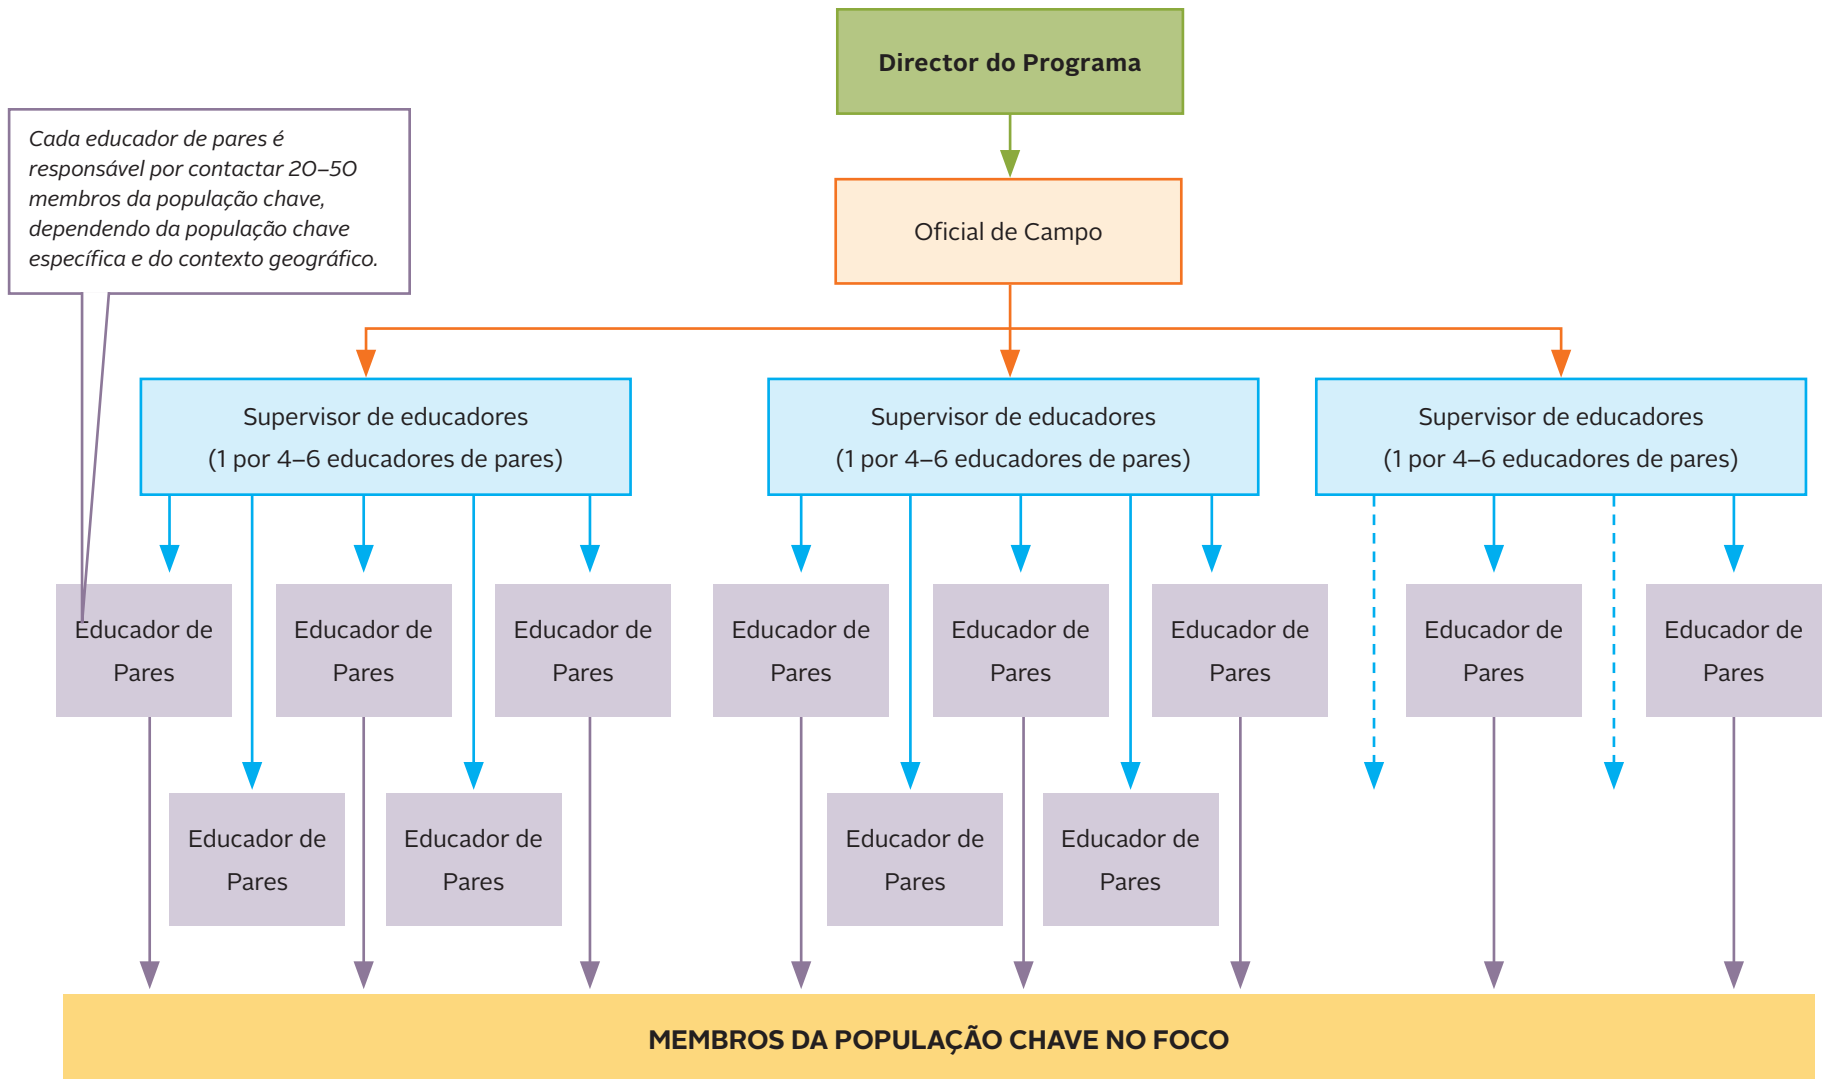 Director do Programa
Cada educador de pares é
responsável por contactar 20–50
membros da população chave,
dependendo da população chave
específica e do contexto geográfico.
Oficial de Campo
Supervisor de educadores
(1 por 4–6 educadores de pares)
Supervisor de educadores
(1 por 4–6 educadores de pares)
Supervisor de educadores
(1 por 4–6 educadores de pares)
Educador de
Pares
Educador de
Pares
Educador de
Pares
Educador de
Pares
Educador de
Pares
Educador de
Pares
Educador de
Pares
Educador de
Pares
Educador de
Pares
Educador de
Pares
Educador de
Pares
Educador de
Pares
MEMBROS DA POPULAÇÃO CHAVE NO FOCO